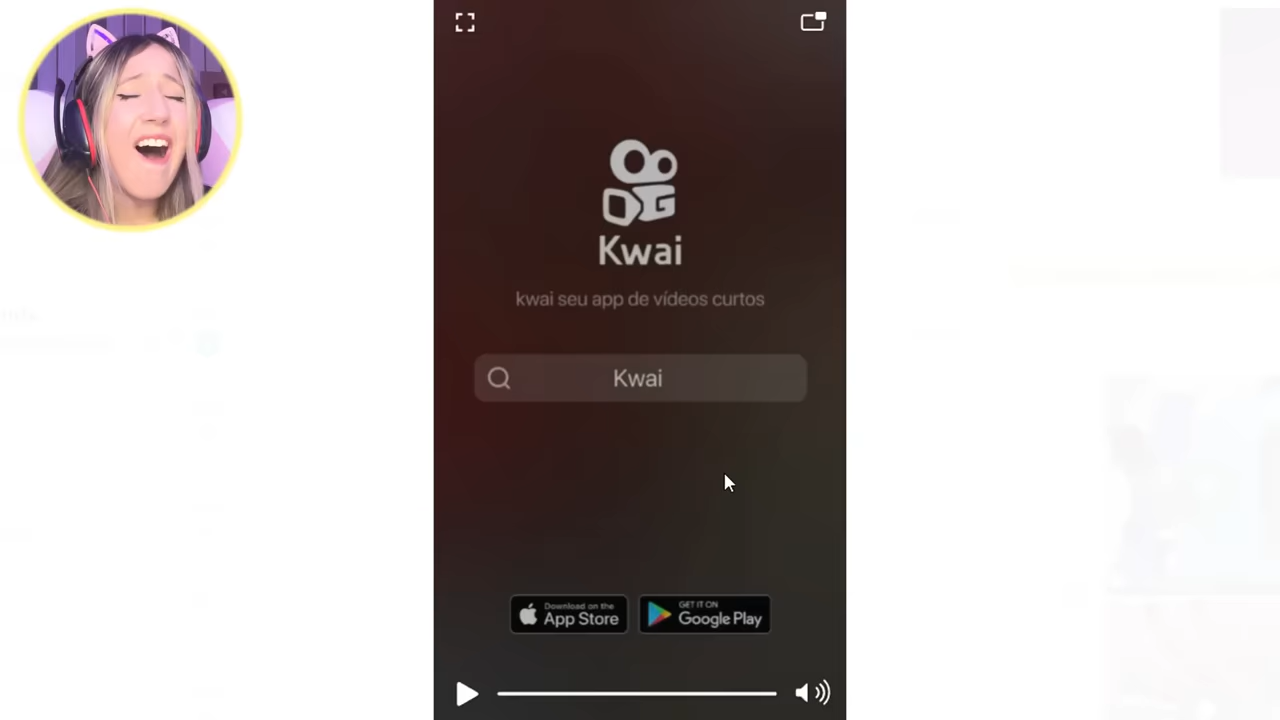 Kwai
kwai seu app de vídeos curtos
Kwai
Download on the
App Store
GET IT ON
Google Play